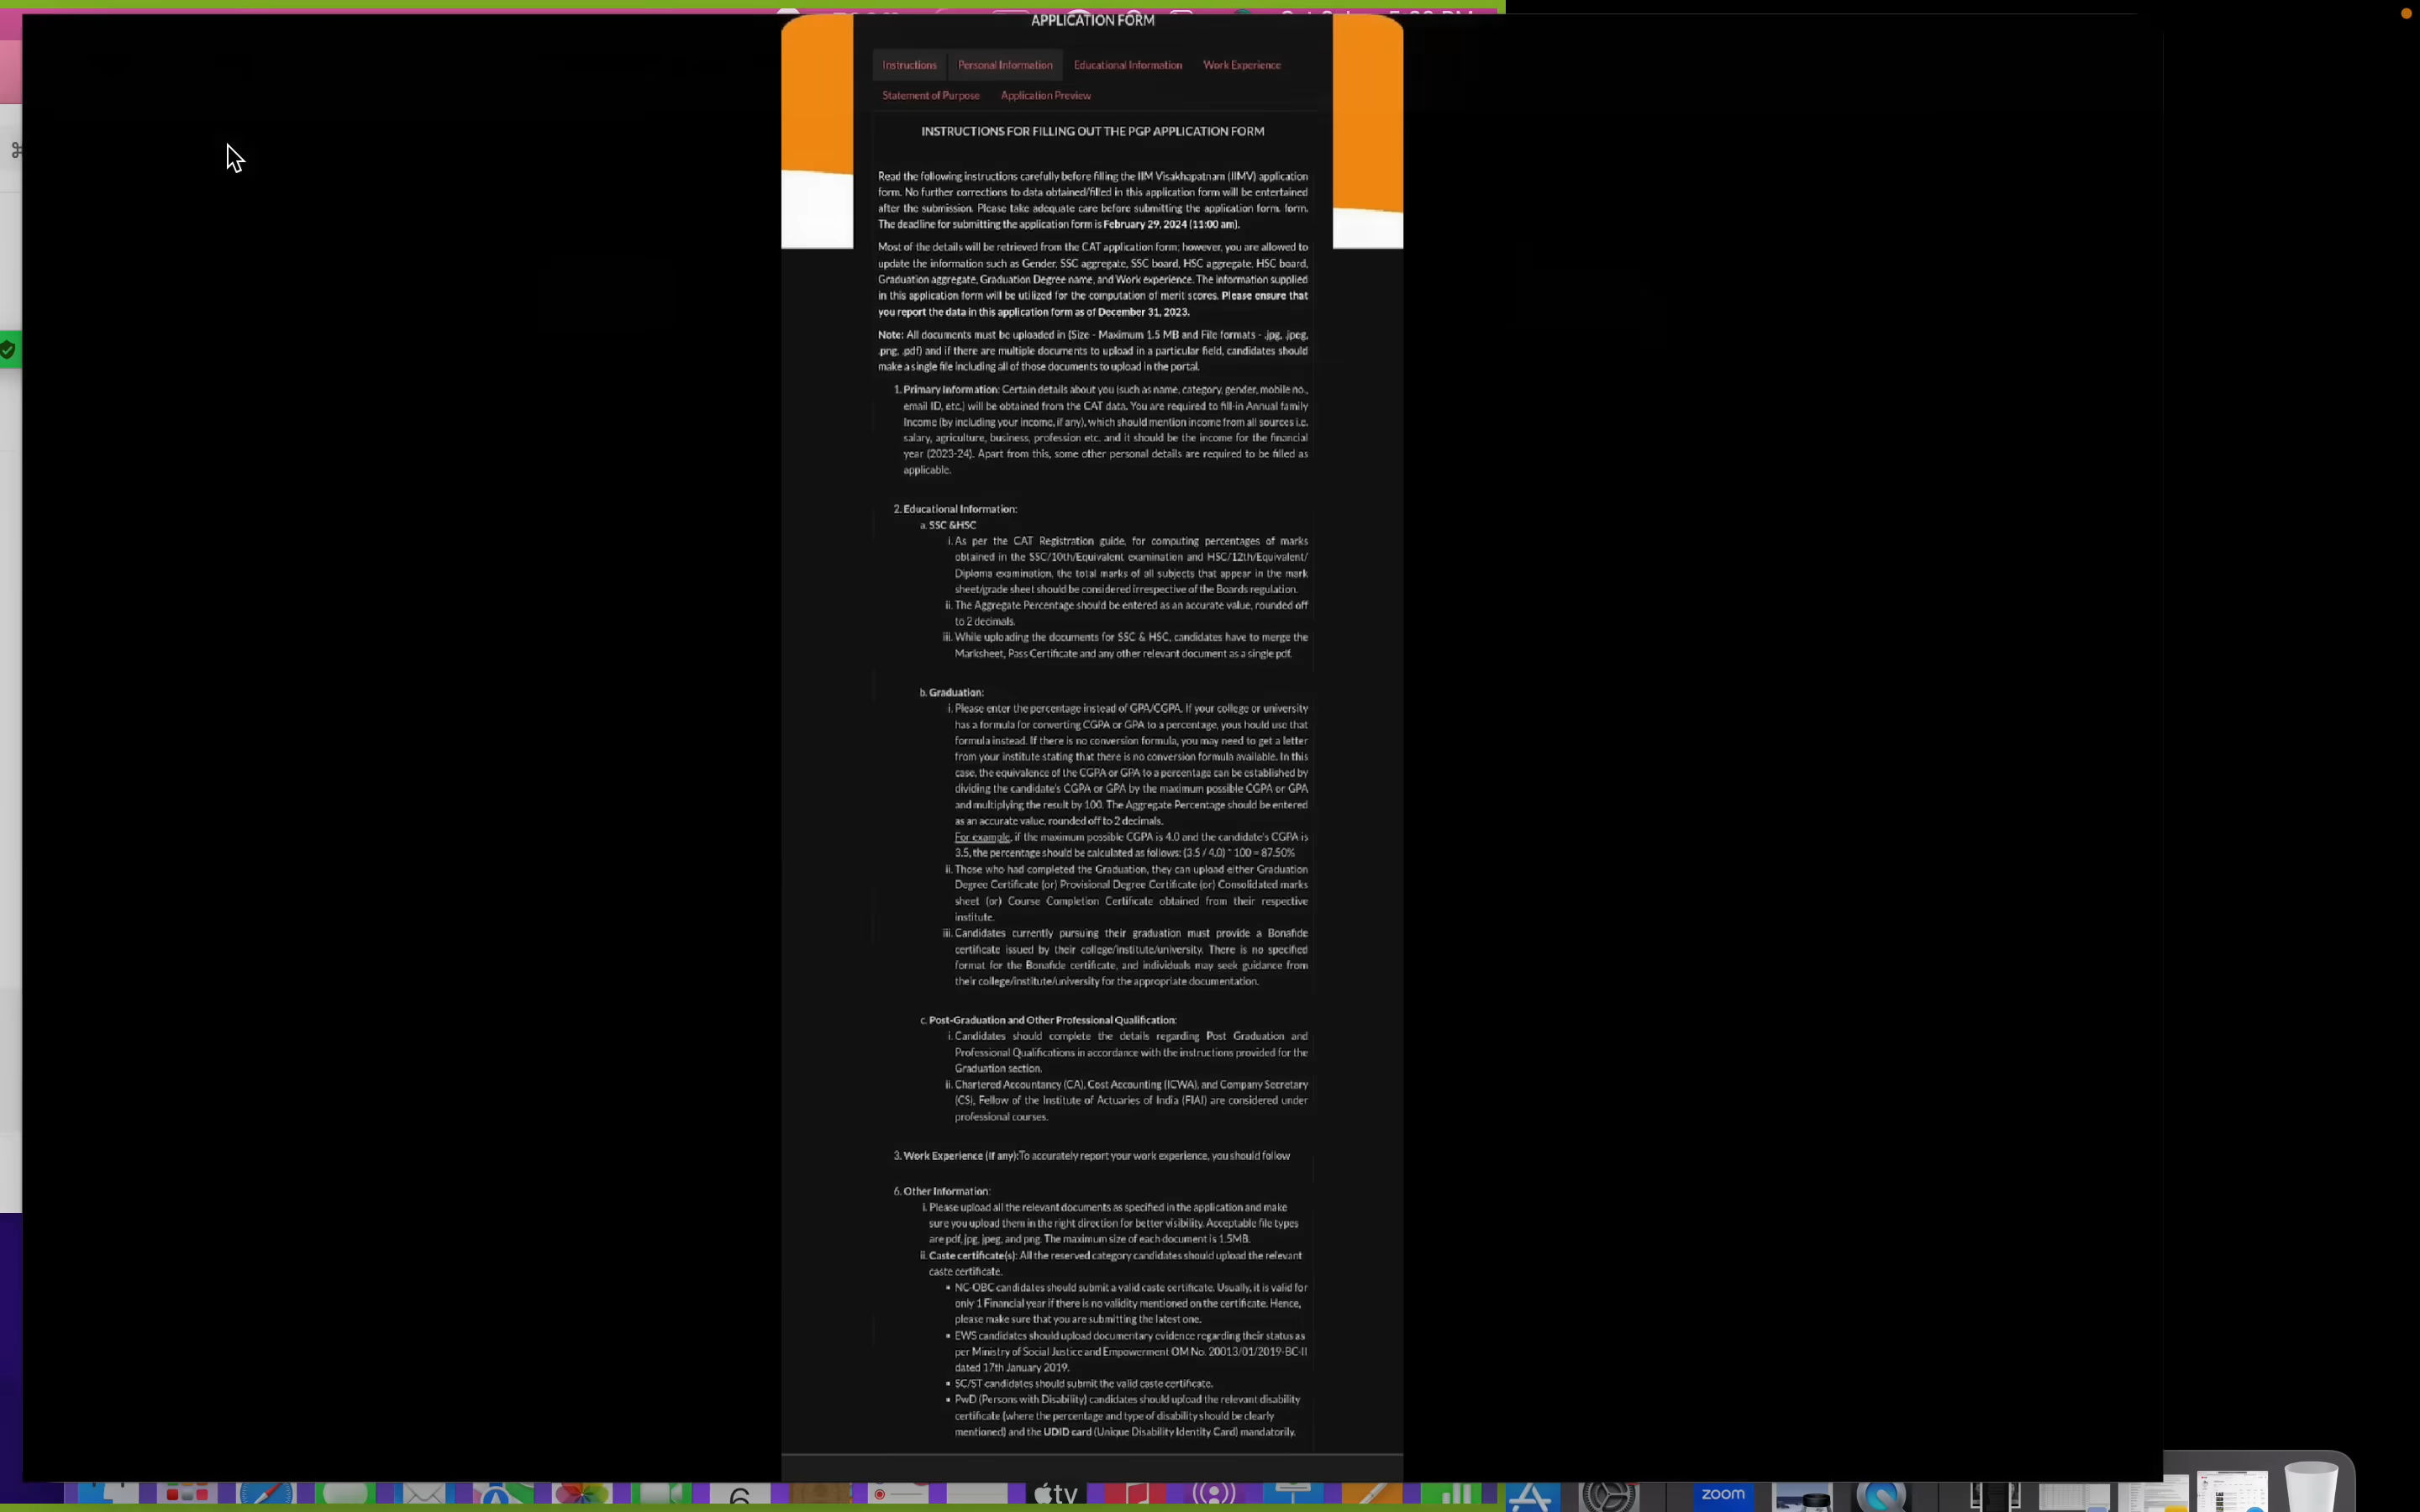 APPLICATION FORM
Instructions Personal Information Educational Information Work Experience
Statement of Purpose Application Preview
INSTRUCTIONS FOR FILLING OUT THE PGP APPLICATION FORM
Read the following instructions carefully before filling the IIM Visakhapatnam (IIMV) application
form. No further corrections to data obtained/filled in this application form will be entertained
after the submission. Please take adequate care before submitting the application form. form.
The deadline for submitting the application form is February 29, 2024 (11:00 am).
Most of the details will be retrieved from the CAT application form; however, you are allowed to
update the information such as Gender, SSC aggregate, SSC board, HSC aggregate, HSC board,
Graduation aggregate, Graduation Degree name, and Work experience. The information supplied
in this application form will be utilized for the computation of merit scores. Please ensure that
you report the data in this application form as of December 31, 2023.
Note: All documents must be uploaded in (Size - Maximum 1.5 MB and File formats - .jpg, .jpeg,
.png, .pdf) and if there are multiple documents to upload in a particular field, candidates should
make a single file including all of those documents to upload in the portal.
1. Primary Information: Certain details about you (such as name, category, gender, mobile no.,
email ID, etc.) will be obtained from the CAT data. You are required to fill-in Annual family
Income (by including your income, if any), which should mention income from all sources i.e.
salary, agriculture, business, profession etc. and it should be the income for the financial
year (2023-24). Apart from this, some other personal details are required to be filled as
applicable.
2. Educational Information:
a. SSC &HSC
i. As per the CAT Registration guide, for computing percentages of marks
obtained in the SSC/10th/Equivalent examination and HSC/12th/Equivalent/
Diploma examination, the total marks of all subjects that appear in the mark
sheet/grade sheet should be considered irrespective of the Boards regulation.
ii. The Aggregate Percentage should be entered as an accurate value, rounded off
to 2 decimals.
iii. While uploading the documents for SSC & HSC, candidates have to merge the
Marksheet, Pass Certificate and any other relevant document as a single pdf.
b. Graduation:
i. Please enter the percentage instead of GPA/CGPA. If your college or university
has a formula for converting CGPA or GPA to a percentage, yous hould use that
formula instead. If there is no conversion formula, you may need to get a letter
from your institute stating that there is no conversion formula available. In this
case, the equivalence of the CGPA or GPA to a percentage can be established by
dividing the candidate's CGPA or GPA by the maximum possible CGPA or GPA
and multiplying the result by 100. The Aggregate Percentage should be entered
as an accurate value, rounded off to 2 decimals.
For example, if the maximum possible CGPA is 4.0 and the candidate's CGPA is
3.5, the percentage should be calculated as follows: (3.5 / 4.0) * 100 = 87.50%
ii. Those who had completed the Graduation, they can upload either Graduation
Degree Certificate (or) Provisional Degree Certificate (or) Consolidated marks
sheet (or) Course Completion Certificate obtained from their respective
institute.
iii. Candidates currently pursuing their graduation must provide a Bonafide
certificate issued by their college/institute/university. There is no specified
format for the Bonafide certificate, and individuals may seek guidance from
their college/institute/university for the appropriate documentation.
c. Post-Graduation and Other Professional Qualification:
i. Candidates should complete the details regarding Post Graduation and
Professional Qualifications in accordance with the instructions provided for the
Graduation section.
ii. Chartered Accountancy (CA), Cost Accounting (ICWA), and Company Secretary
(CS), Fellow of the Institute of Actuaries of India (FIAI) are considered under
professional courses.
3. Work Experience (If any):To accurately report your work experience, you should follow
6. Other Information:
i. Please upload all the relevant documents as specified in the application and make
sure you upload them in the right direction for better visibility. Acceptable file types
are pdf, jpg, jpeg, and png. The maximum size of each document is 1.5MB.
ii. Caste certificate(s): All the reserved category candidates should upload the relevant
caste certificate.
▪ NC-OBC candidates should submit a valid caste certificate. Usually, it is valid for
only 1 Financial year if there is no validity mentioned on the certificate. Hence,
please make sure that you are submitting the latest one.
▪ EWS candidates should upload documentary evidence regarding their status as
per Ministry of Social Justice and Empowerment OM No. 20013/01/2019-BC-II
dated 17th January 2019.
▪ SC/ST candidates should submit the valid caste certificate.
▪ PwD (Persons with Disability) candidates should upload the relevant disability
certificate (where the percentage and type of disability should be clearly
mentioned) and the UDID card (Unique Disability Identity Card) mandatorily.
tv
zoom